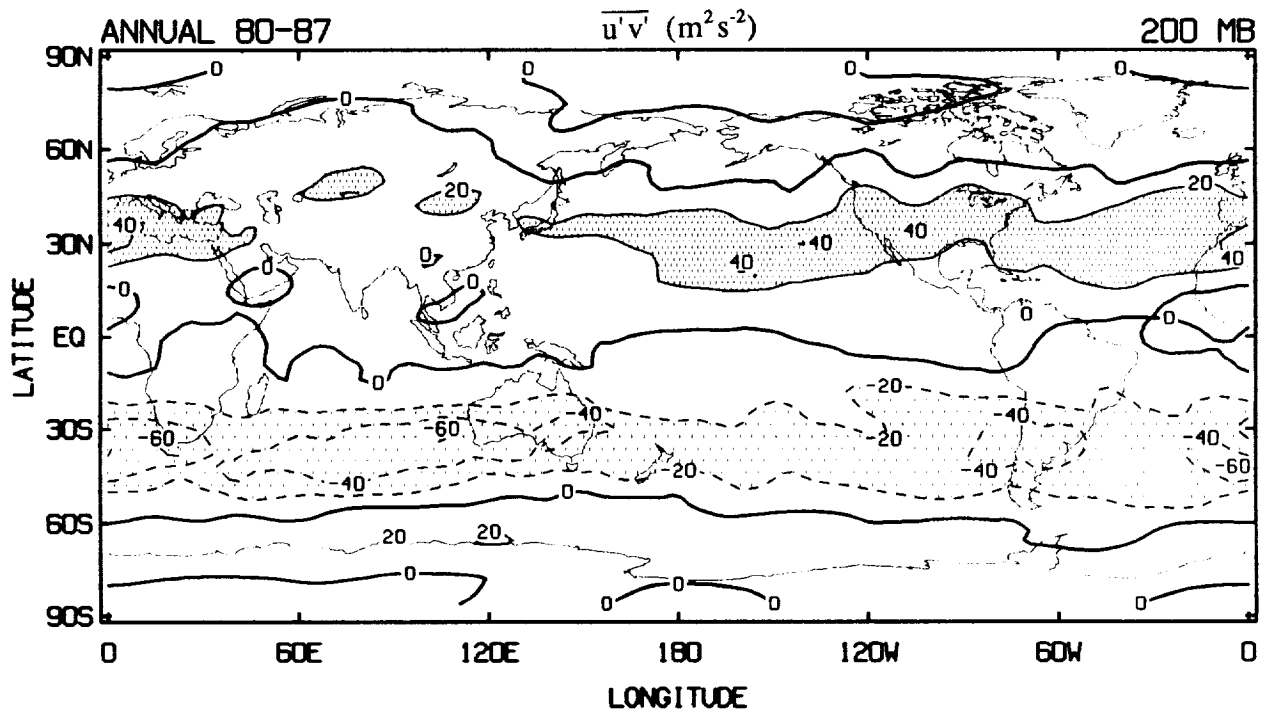 ANNUAL 80-87 u'v' (m²s⁻²) 200 MB
90N
0 0 0 0
0
60N
20 20
40 -40 40
30N
40 40
0 0
-0 0
0 0
EQ
LATITUDE
0
-20
-40 -40
30S
-60 -60 -20 -40
-20 -40 -60
-40
0
60S
20 20
0
0
0 0 0
90S
0 60E 120E 180 120W 60W 0
LONGITUDE